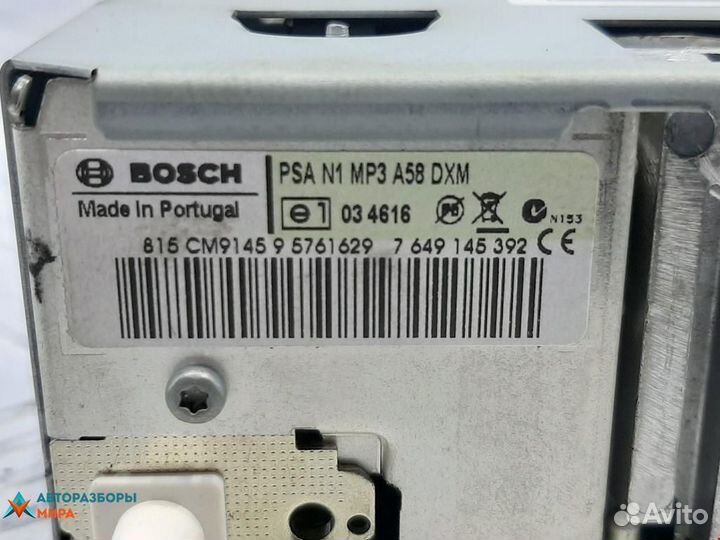 BOSCH
Made in Portugal
PSA N1 MP3 A58 DXM
e1 03 4616
PG
N153
815 CM9145 9 5761629 7 649 145 392 CE
АВТОРАЗБОРЫ
МИРА
Avito